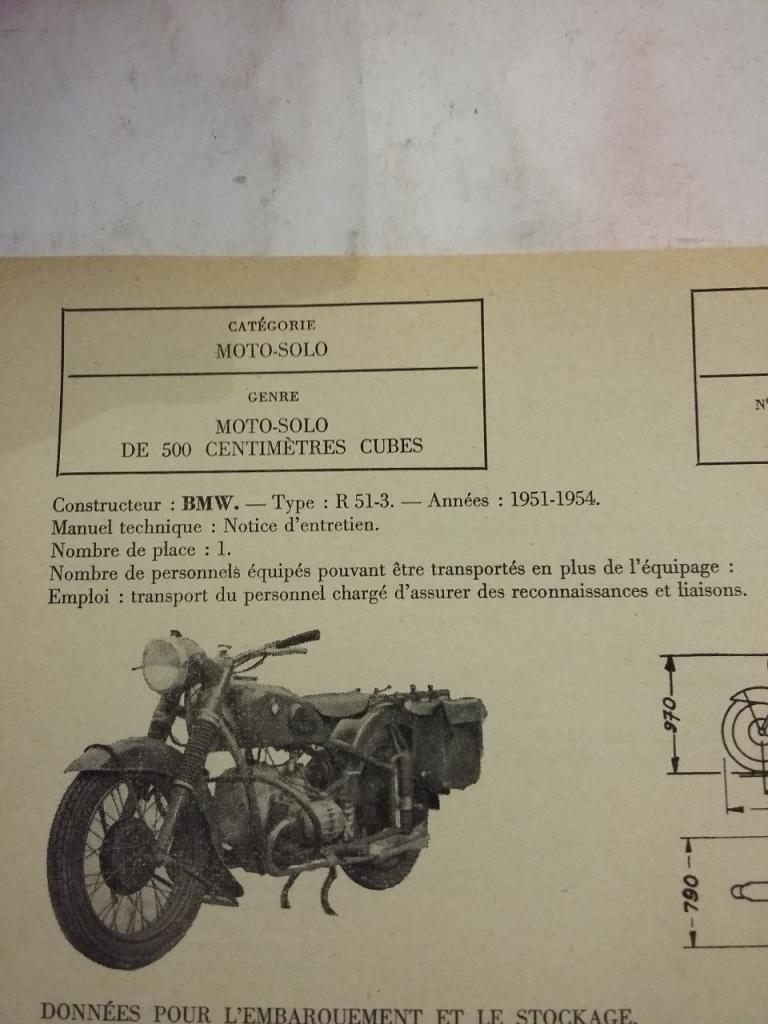 CATÉGORIE
MOTO-SOLO
GENRE
MOTO-SOLO
DE 500 CENTIMÈTRES CUBES
Constructeur : BMW. — Type : R 51-3. — Années : 1951-1954.
Manuel technique : Notice d'entretien.
Nombre de place : 1.
Nombre de personnels équipés pouvant être transportés en plus de l'équipage :
Emploi : transport du personnel chargé d'assurer des reconnaissances et liaisons.
970
790
DONNÉES POUR L'EMBARQUEMENT ET LE STOCKAGE.